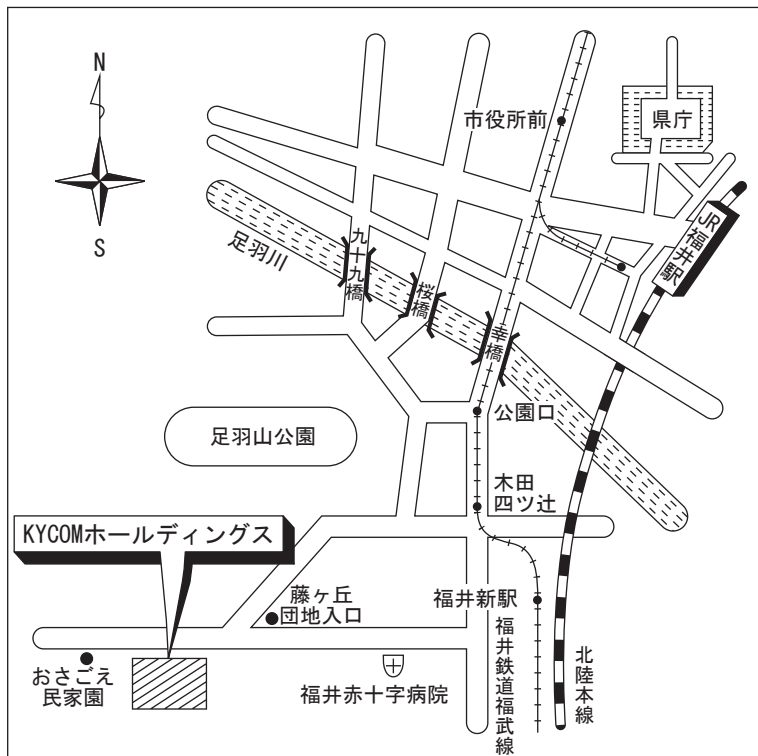 N
S
市役所前
県庁
JR福井駅
足羽川
九十九橋
桜橋
幸橋
公園口
足羽山公園
木田
四ツ辻
KYCOMホールディングス
藤ヶ丘
団地入口
福井新駅
おさごえ
民家園
福井赤十字病院
福井鉄道福武線
北陸本線